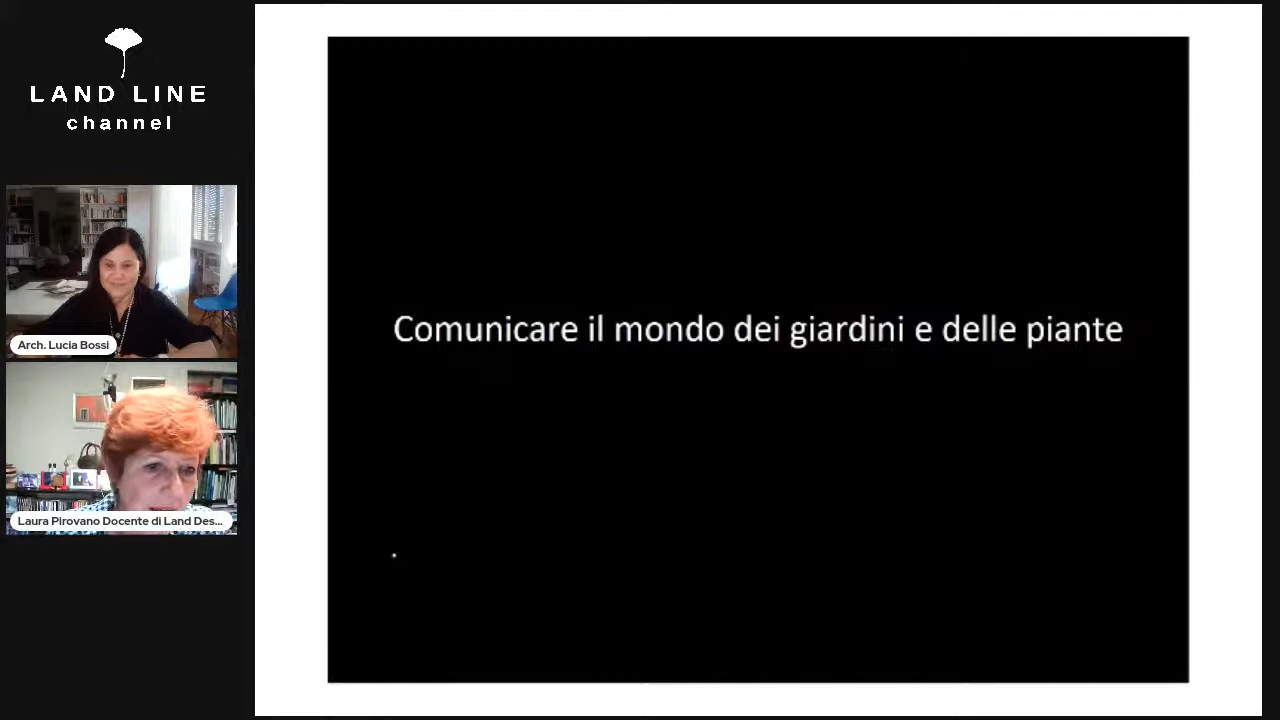 LAND LINE
channel
Arch. Lucia Bossi
Laura Pirovano Docente di Land Des...
Comunicare il mondo dei giardini e delle piante
.